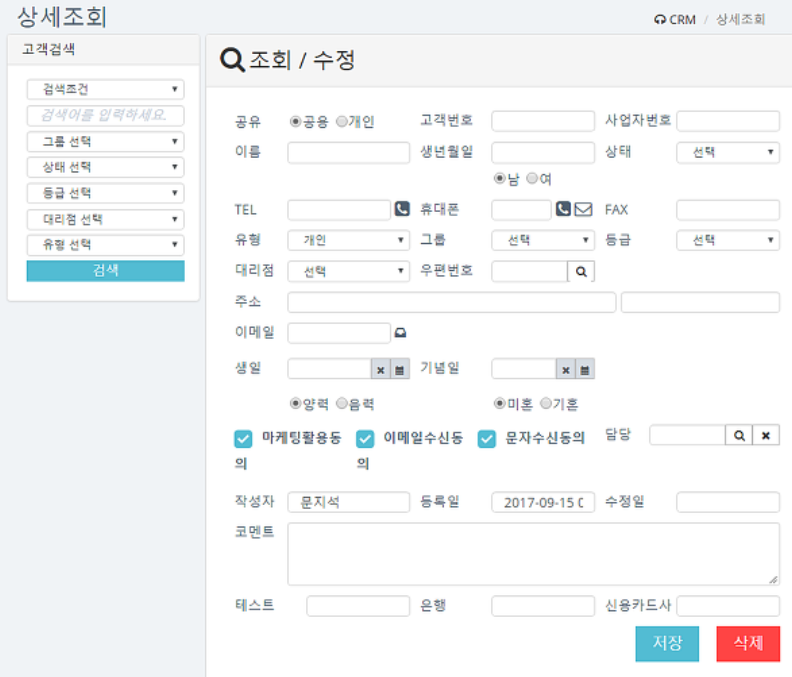 상세조회
CRM / 상세조회
고객검색
검색조건
검색어를 입력하세요.
그룹 선택
상태 선택
등급 선택
대리점 선택
유형 선택
검색
조회 / 수정
공유 공용 개인 고객번호 사업자번호
이름 생년월일 상태 선택
남 여
TEL 휴대폰 FAX
유형 개인 그룹 선택 등급 선택
대리점 선택 우편번호
주소
이메일
생일 기념일
양력 음력 미혼 기혼
마케팅활용동의 이메일수신동의 문자수신동의 담당
작성자 문지석 등록일 2017-09-15 0 수정일
코멘트
테스트 은행 신용카드사
저장 삭제